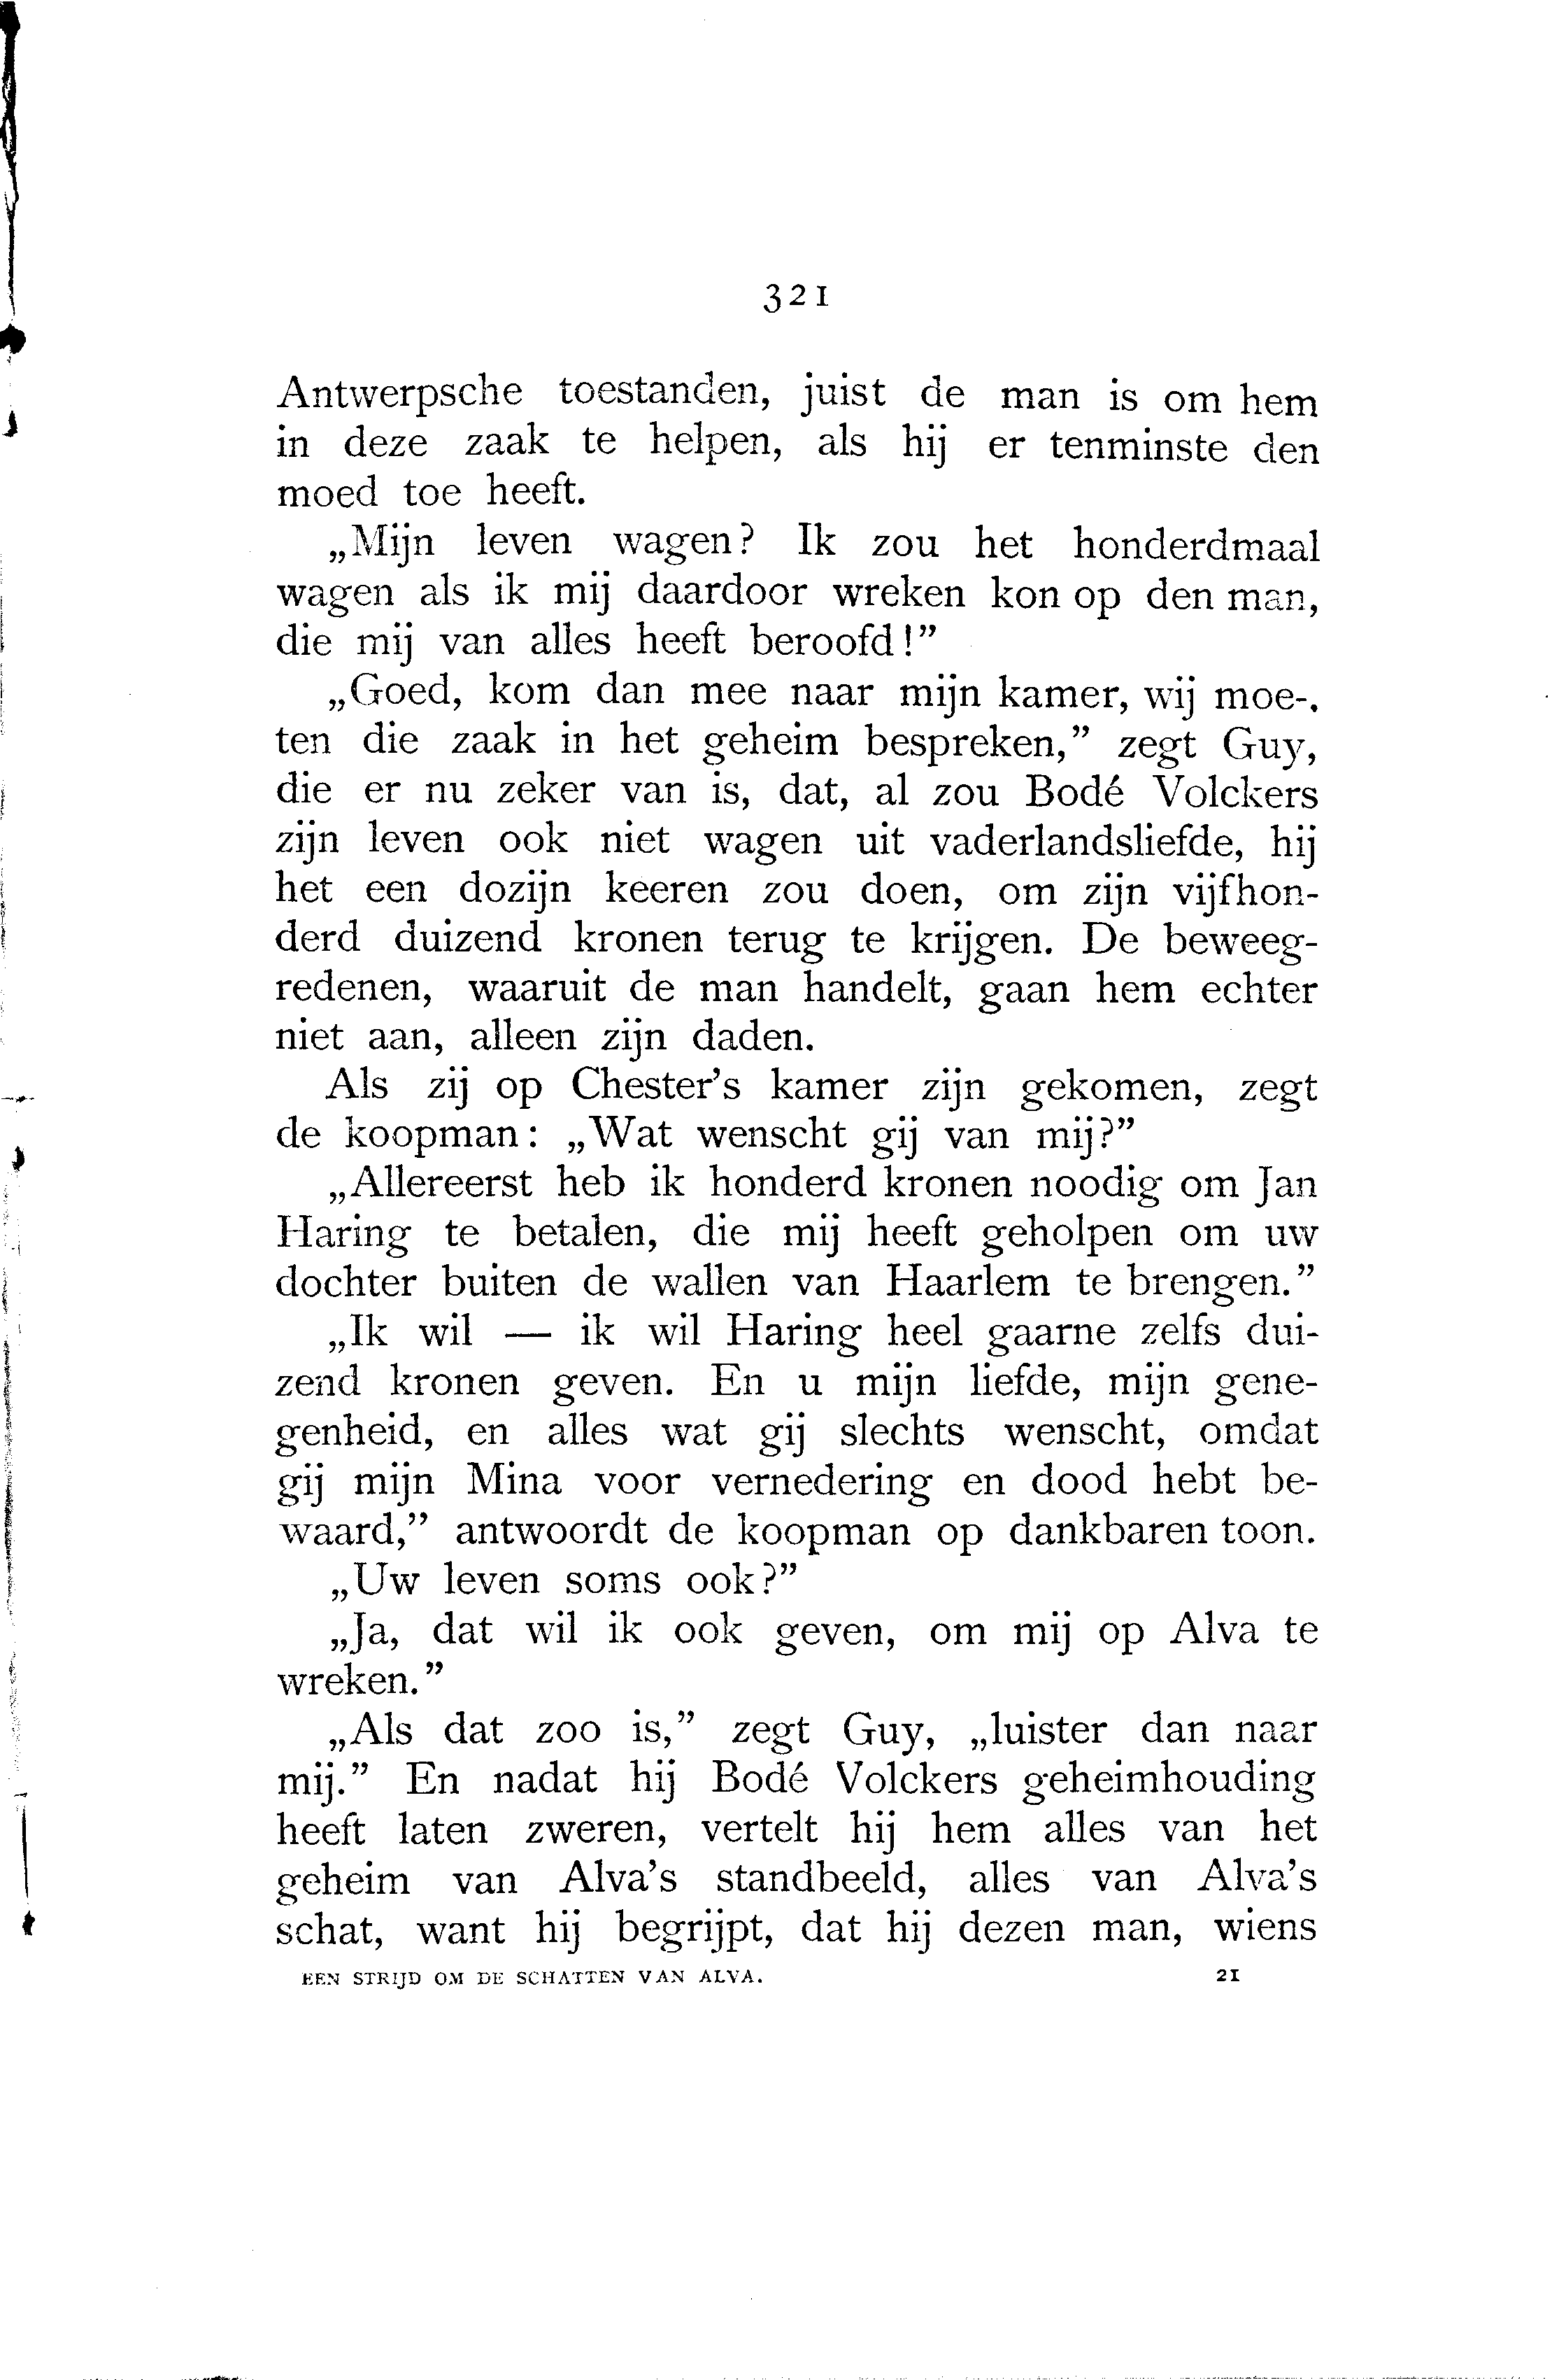 321
Antwerpsche toestanden, juist de man is om hem
in deze zaak te helpen, als hij er tenminste den
moed toe heeft.
„Mijn leven wagen? Ik zou het honderdmaal
wagen als ik mij daardoor wreken kon op den man,
die mij van alles heeft beroofd!”
„Goed, kom dan mee naar mijn kamer, wij moe-
ten die zaak in het geheim bespreken,” zegt Guy,
die er nu zeker van is, dat, al zou Bodé Volckers
zijn leven ook niet wagen uit vaderlandsliefde, hij
het een dozijn keeren zou doen, om zijn vijfhon-
derd duizend kronen terug te krijgen. De beweeg-
redenen, waaruit de man handelt, gaan hem echter
niet aan, alleen zijn daden.
Als zij op Chester’s kamer zijn gekomen, zegt
de koopman: „Wat wenscht gij van mij?”
„Allereerst heb ik honderd kronen noodig om Jan
Haring te betalen, die mij heeft geholpen om uw
dochter buiten de wallen van Haarlem te brengen.”
„Ik wil — ik wil Haring heel gaarne zelfs dui-
zend kronen geven. En u mijn liefde, mijn gene-
genheid, en alles wat gij slechts wenscht, omdat
gij mijn Mina voor vernedering en dood hebt be-
waard,” antwoordt de koopman op dankbaren toon.
„Uw leven soms ook?”
„Ja, dat wil ik ook geven, om mij op Alva te
wreken.”
„Als dat zoo is,” zegt Guy, „luister dan naar
mij.” En nadat hij Bodé Volckers geheimhouding
heeft laten zweren, vertelt hij hem alles van het
geheim van Alva’s standbeeld, alles van Alva’s
schat, want hij begrijpt, dat hij dezen man, wiens
EEN STRIJD OM DE SCHATTEN VAN ALVA. 21